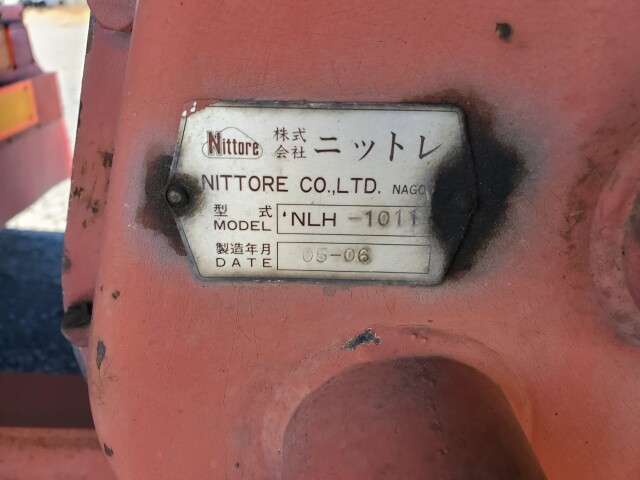 Nittore 株式会社 ニットレ
NITTORE CO.,LTD. NAGO
型式 MODEL NLH-1011
製造年月 DATE 05-06